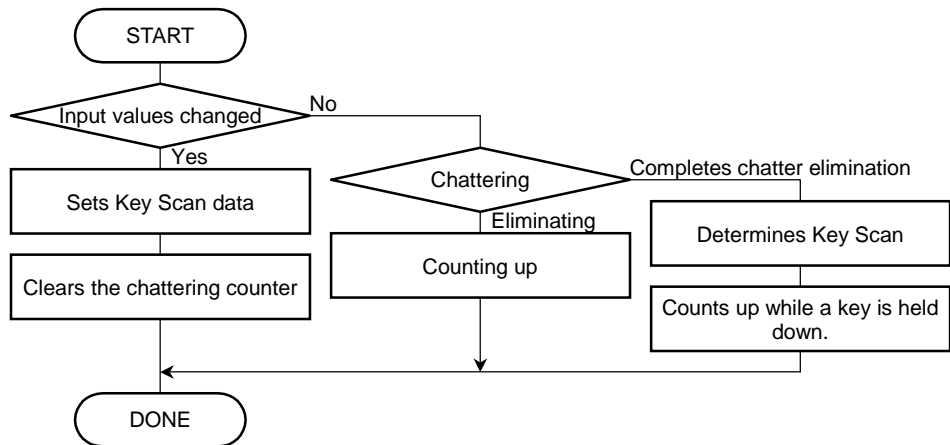 START
Input values changed
No
Yes
Chattering
Completes chatter elimination
Sets Key Scan data
Eliminating
Determines Key Scan
Counting up
Clears the chattering counter
Counts up while a key is held
down.
DONE